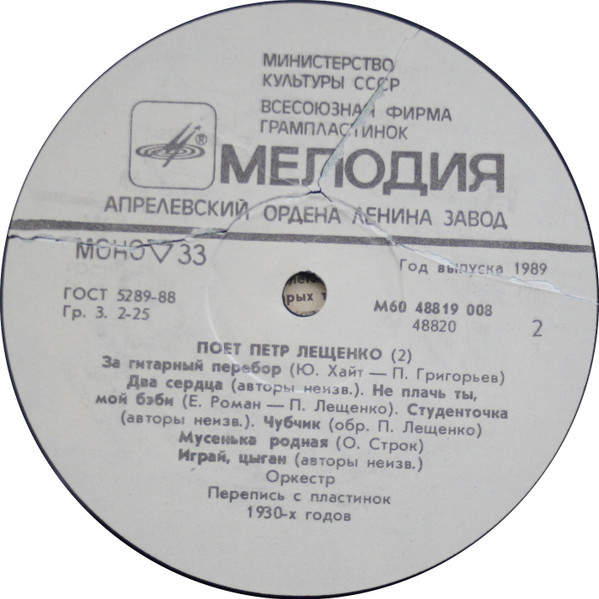 МИНИСТЕРСТВО
КУЛЬТУРЫ СССР
ВСЕСОЮЗНАЯ ФИРМА
ГРАМПЛАСТИНОК
®
МЕЛОДИЯ
АПРЕЛЕВСКИЙ ОРДЕНА ЛЕНИНА ЗАВОД
МОНО ▽ 33
Год выпуска 1989
ГОСТ 5289-88
Гр. 3. 2-25
рых
М60 48819 008
48820
2
ПОЕТ ПЕТР ЛЕЩЕНКО (2)
За гитарный перебор (Ю. Хайт — П. Григорьев)
Два сердца (авторы неизв.). Не плачь ты,
мой бэби (Е. Роман — П. Лещенко). Студенточка
(авторы неизв.). Чубчик (обр. П. Лещенко)
Мусенька родная (О. Строк)
Играй, цыган (авторы неизв.)
Оркестр
Перепись с пластинок
1930-х годов